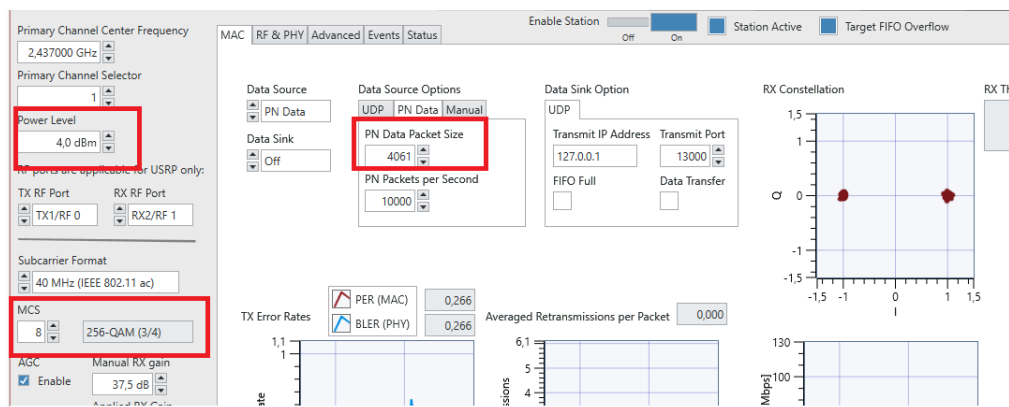 Enable Station
Off
On
Station Active
Target FIFO Overflow
Primary Channel Center Frequency
2,437000 GHz
Primary Channel Selector
1
Power Level
4,0 dBm
RF ports are applicable for USRP only:
TX RF Port
RX RF Port
TX1/RF 0
RX2/RF 1
Subcarrier Format
40 MHz (IEEE 802.11 ac)
MCS
8
256-QAM (3/4)
AGC
Manual RX gain
Enable
37,5 dB
Applied RX Gain
MAC
RF & PHY
Advanced
Events
Status
Data Source
PN Data
Data Sink
Off
Data Source Options
UDP
PN Data
Manual
PN Data Packet Size
4061
PN Packets per Second
10000
Data Sink Option
UDP
Transmit IP Address
Transmit Port
127.0.0.1
13000
FIFO Full
Data Transfer
RX Constellation
1,5
1
Q
0
-1
-1,5
-1,5
-1
0
1
1,5
I
RX
TX Error Rates
PER (MAC)
0,266
BLER (PHY)
0,266
1,1
1
Averaged Retransmissions per Packet
0,000
6,1
5
4
130
100
Mbps]